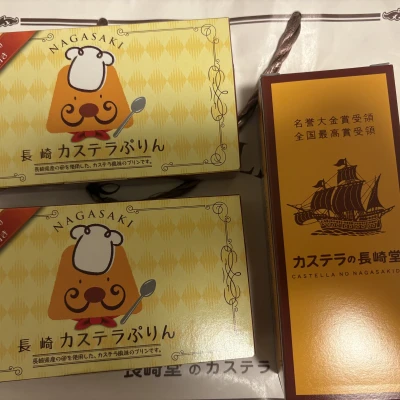 NAGASAKI
長崎 カステラぷりん
長崎県産の卵を使用した、カステラ風味のプリンです。
NAGASAKI
長崎 カステラぷりん
長崎県産の卵を使用した、カステラ風味のプリンです。
名誉大金賞受領
全国最高賞受領
カステラの長崎堂
CASTELLA NO NAGASAKIDO
長崎堂のカステラ